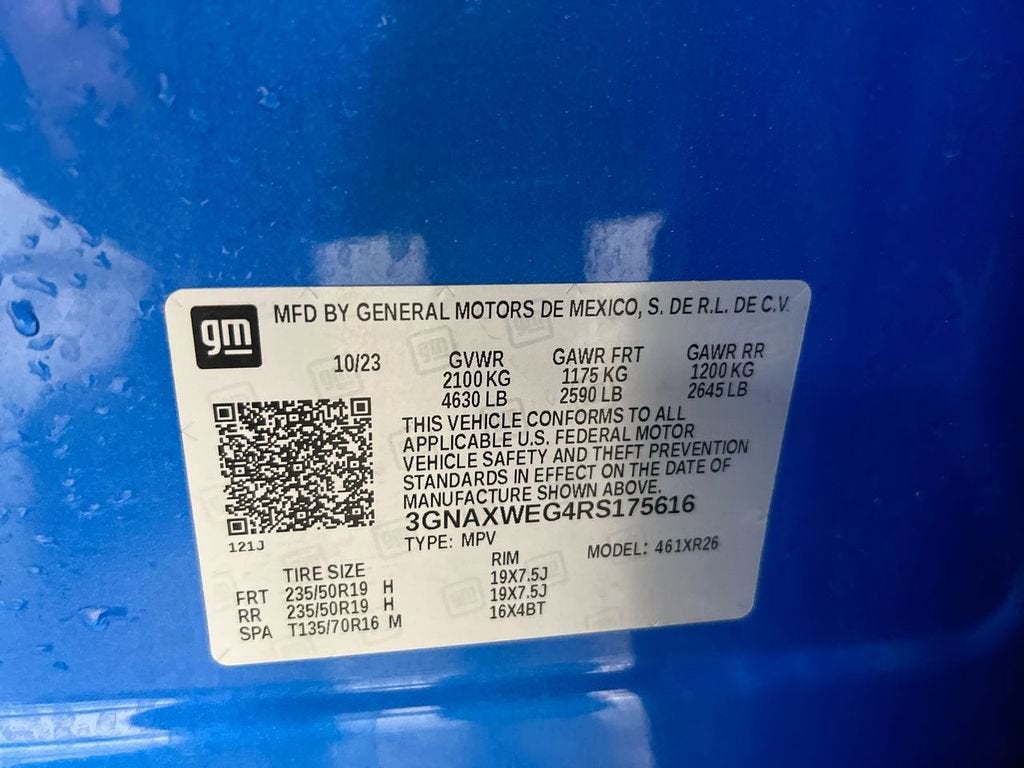 gm
MFD BY GENERAL MOTORS DE MEXICO, S. DE R.L. DE C.V.
10/23
GVWR GAWR FRT GAWR RR
2100 KG 1175 KG 1200 KG
4630 LB 2590 LB 2645 LB
THIS VEHICLE CONFORMS TO ALL
APPLICABLE U.S. FEDERAL MOTOR
VEHICLE SAFETY AND THEFT PREVENTION
STANDARDS IN EFFECT ON THE DATE OF
MANUFACTURE SHOWN ABOVE.
3GNAXWEG4RS175616
121J
TYPE: MPV MODEL: 461XR26
TIRE SIZE RIM
FRT 235/50R19 H 19X7.5J
RR 235/50R19 H 19X7.5J
SPA T135/70R16 M 16X4BT